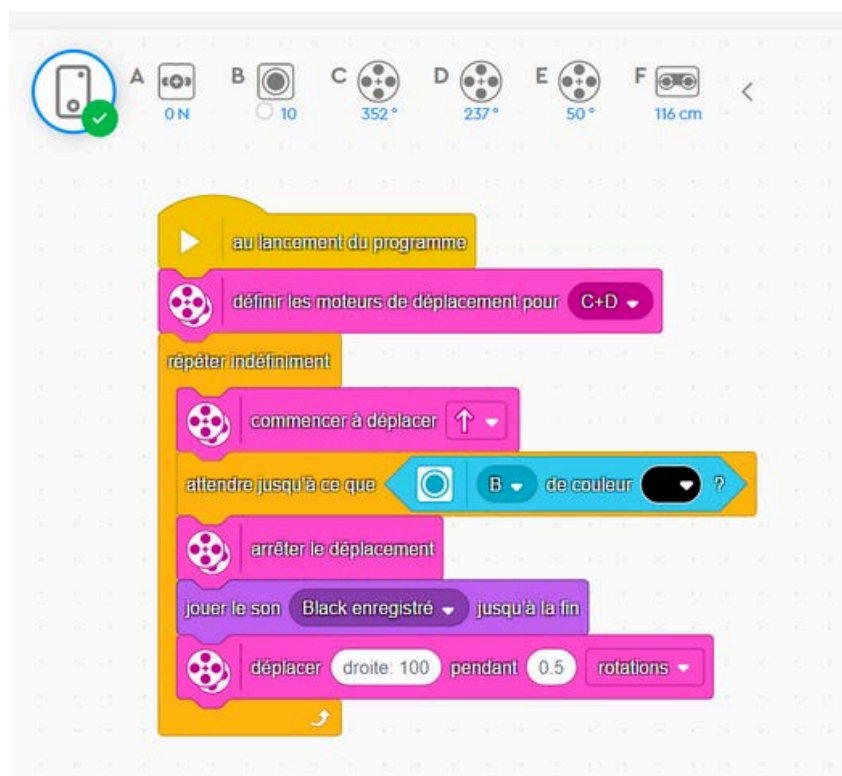 A B C D E F
0 N 10 352° 237° 50° 116 cm
au lancement du programme
définir les moteurs de déplacement pour C+D
répéter indéfiniment
commencer à déplacer
attendre jusqu'à ce que B de couleur ?
arrêter le déplacement
jouer le son Black enregistré jusqu'à la fin
déplacer droite: 100 pendant 0.5 rotations